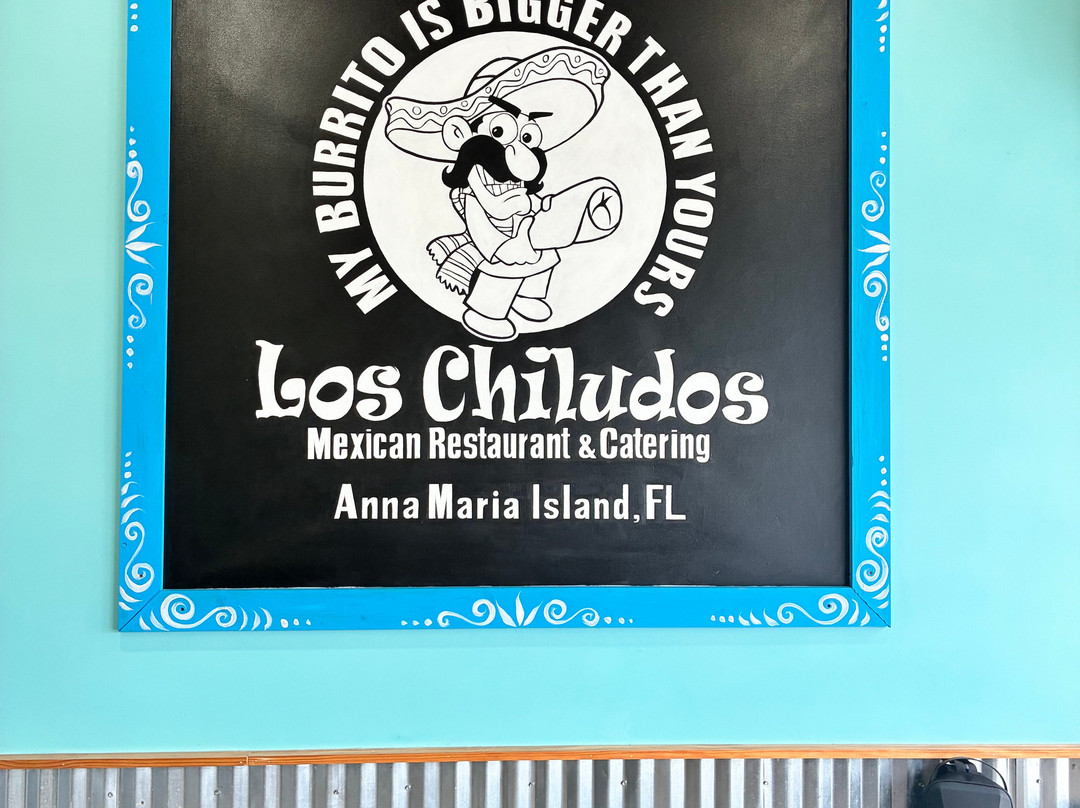 MY BURRITO IS BIGGER THAN YOURS
Los Chiludos
Mexican Restaurant & Catering
Anna Maria Island, FL